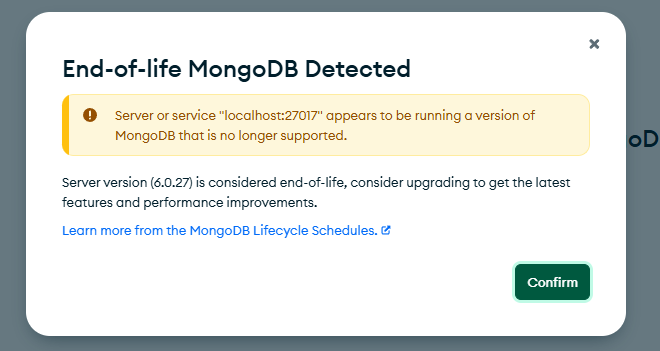 End-of-life MongoDB Detected
Server or service "localhost:27017" appears to be running a version of
MongoDB that is no longer supported.
oD
Server version (6.0.27) is considered end-of-life, consider upgrading to get the latest
features and performance improvements.
Learn more from the MongoDB Lifecycle Schedules.
Confirm